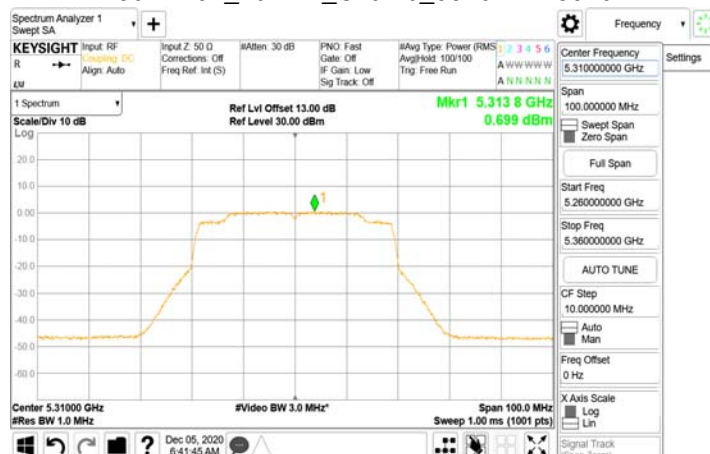 Spectrum Analyzer 1
Swept SA
Frequency
KEYSIGHT
R
Input: RF
Coupling: DC
Align: Auto
Input Z: 50 Ω
Corrections: Off
Freq Ref: Int (S)
#Atten: 30 dB
PNO: Fast
Gate: Off
IF Gain: Low
Sig Track: Off
#Avg Type: Power (RMS
Avg|Hold: 100/100
Trig: Free Run
1 2 3 4 5 6
A W W W W W
A N N N N N
1 Spectrum
Scale/Div 10 dB
Log
Ref Lvl Offset 13.00 dB
Ref Level 30.00 dBm
Mkr1 5.313 8 GHz
0.699 dBm
20.0
10.0
0.00
-10.0
-20.0
-30.0
-40.0
-50.0
-60.0
1
Center 5.31000 GHz
#Res BW 1.0 MHz
#Video BW 3.0 MHz*
Span 100.0 MHz
Sweep 1.00 ms (1001 pts)
Dec 05, 2020
6:41:45 AM
Center Frequency
5.310000000 GHz
Settings
Span
100.000000 MHz
Swept Span
Zero Span
Full Span
Start Freq
5.260000000 GHz
Stop Freq
5.360000000 GHz
AUTO TUNE
CF Step
10.000000 MHz
Auto
Man
Freq Offset
0 Hz
X Axis Scale
Log
Lin
Signal Track